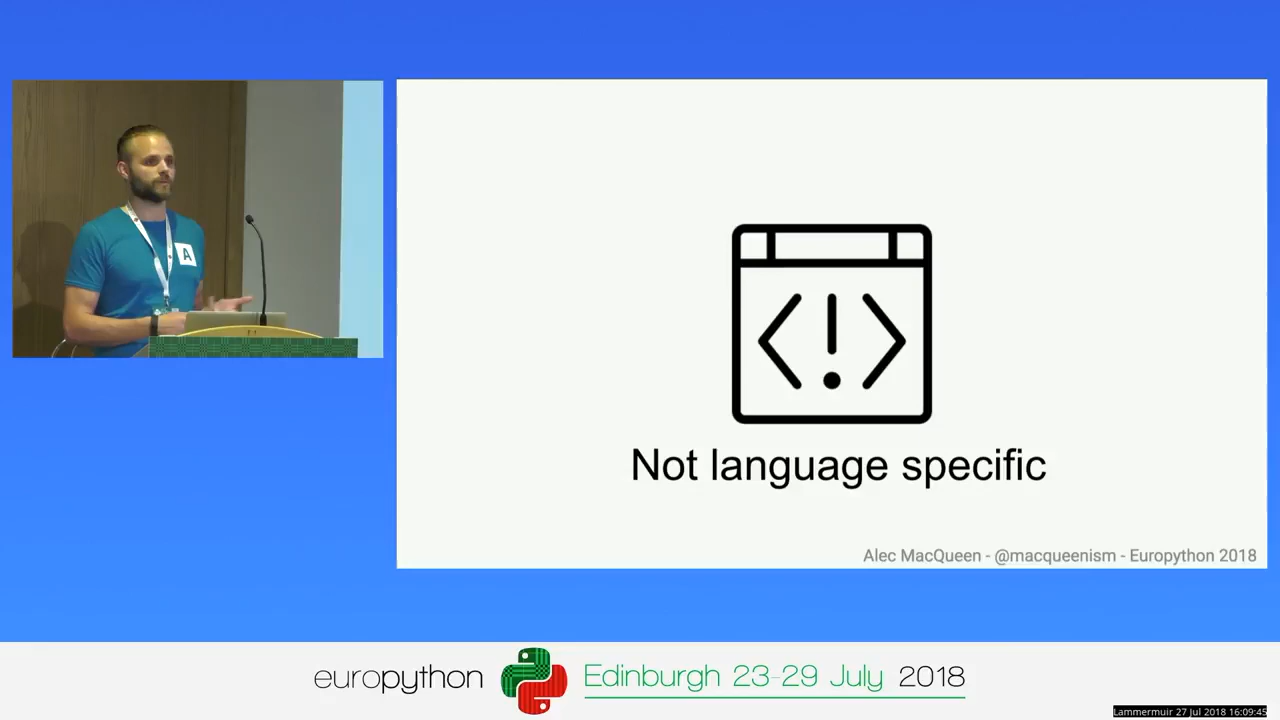 A
<!>
Not language specific
Alec MacQueen - @macqueenism - Europython 2018
europython Edinburgh 23-29 July 2018
Lammermuir 27 Jul 2018 16:09:45